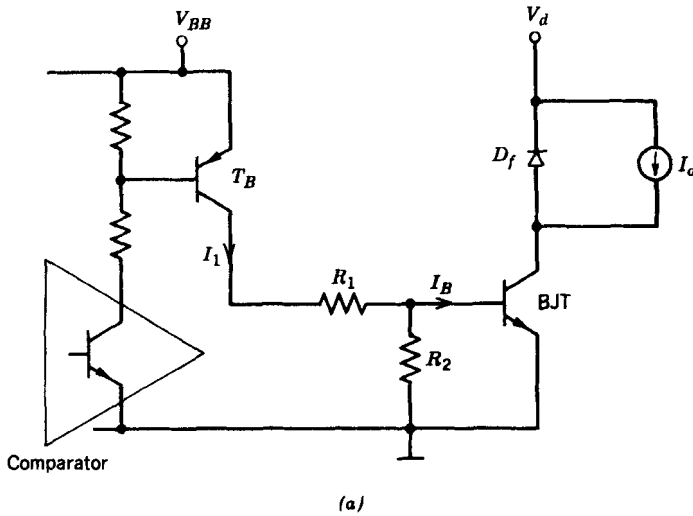 V_BB
V_d
T_B
D_f
I_o
I_1
R_1
I_B
BJT
R_2
Comparator
(a)